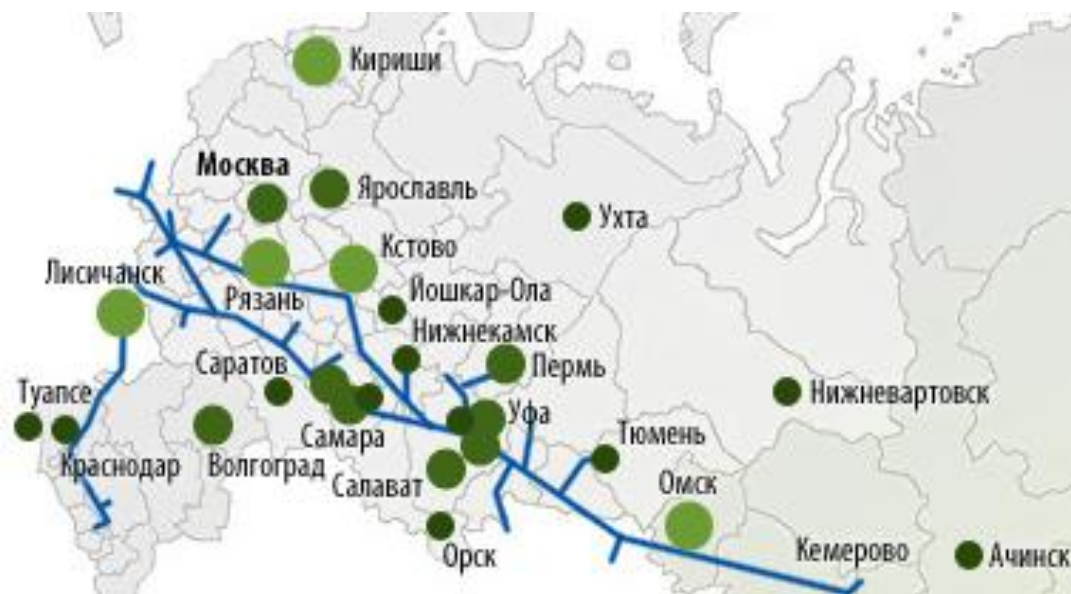 Кириши
Москва
Ярославль
Ухта
Кстово
Лисичанск
Рязань
Йошкар-Ола
Нижнекамск
Саратов
Пермь
Туапсе
Нижневартовск
Уфа
Самара
Тюмень
Краснодар
Волгоград
Салават
Омск
Орск
Кемерово
Ачинск